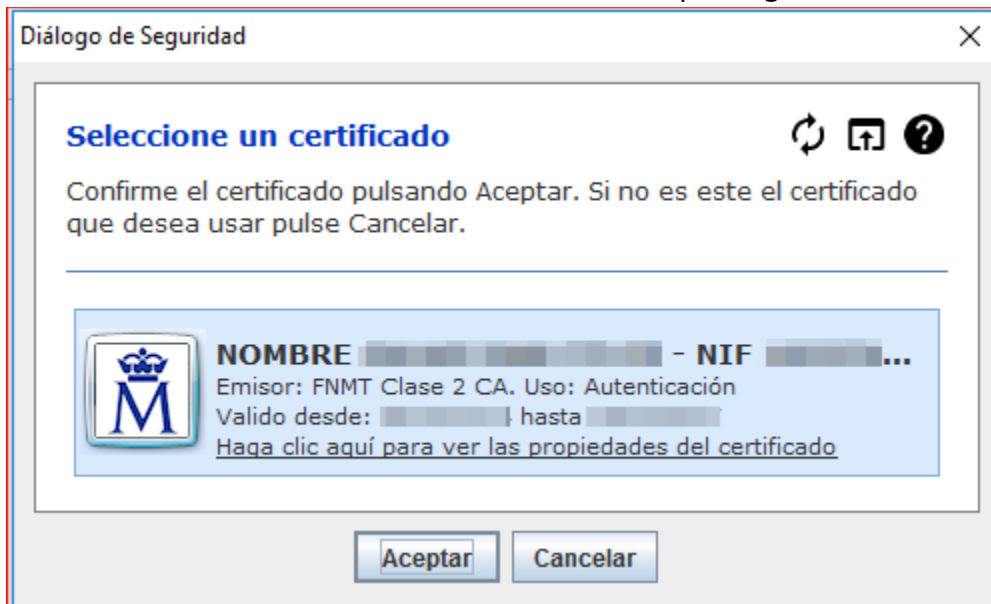 Diálogo de Seguridad
Seleccione un certificado
Confirme el certificado pulsando Aceptar. Si no es este el certificado
que desea usar pulse Cancelar.
NOMBRE - NIF ...
Emisor: FNMT Clase 2 CA. Uso: Autenticación
Valido desde: hasta
Haga clic aquí para ver las propiedades del certificado
M
Aceptar Cancelar